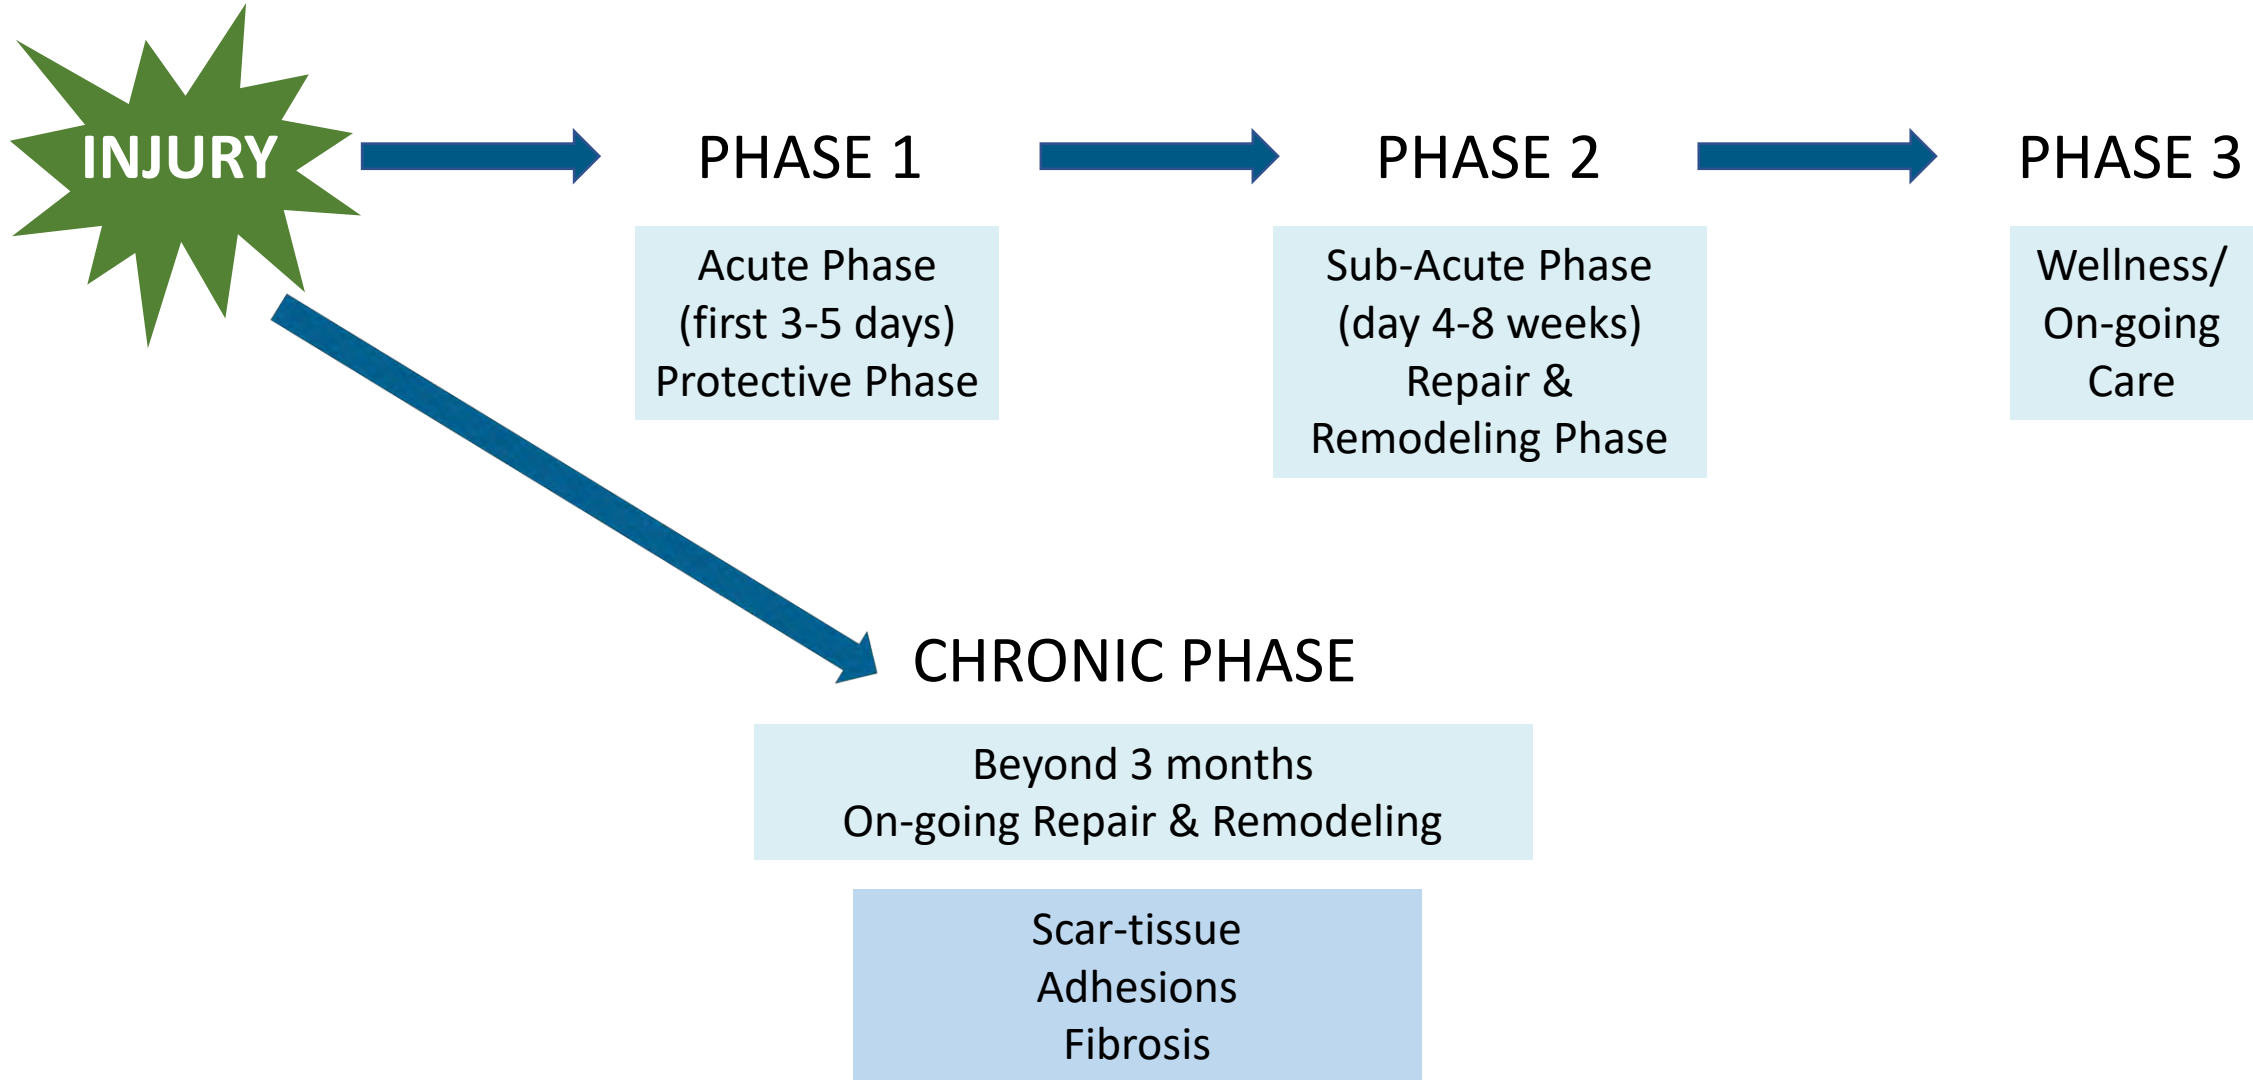 INJURY
PHASE 1
PHASE 2
PHASE 3
Acute Phase
(first 3-5 days)
Protective Phase
Sub-Acute Phase
(day 4-8 weeks)
Repair &
Remodeling Phase
Wellness/
On-going
Care
CHRONIC PHASE
Beyond 3 months
On-going Repair & Remodeling
Scar-tissue
Adhesions
Fibrosis